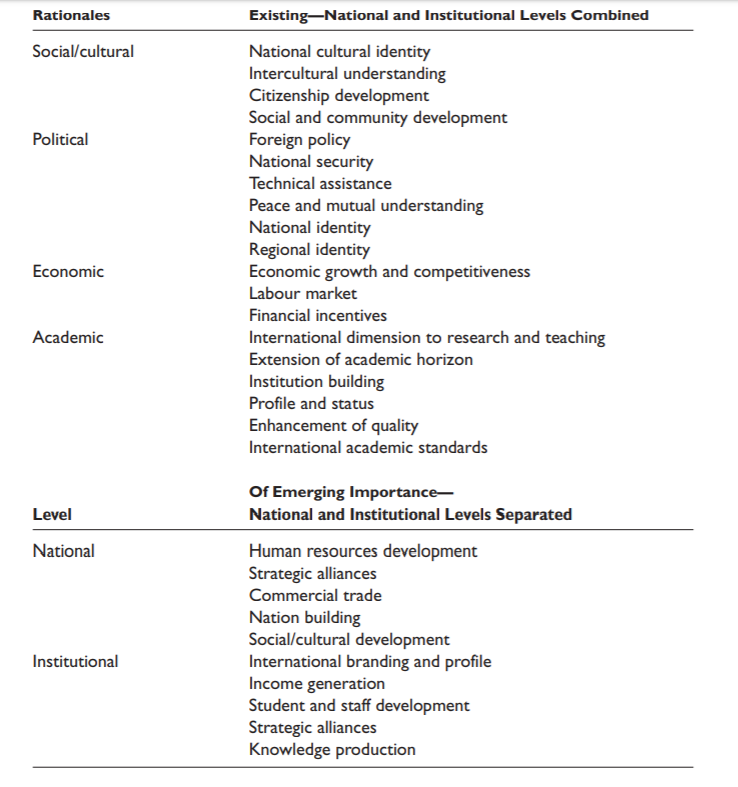 Rationales Existing—National and Institutional Levels Combined
Social/cultural National cultural identity
Intercultural understanding
Citizenship development
Social and community development
Political Foreign policy
National security
Technical assistance
Peace and mutual understanding
National identity
Regional identity
Economic Economic growth and competitiveness
Labour market
Financial incentives
Academic International dimension to research and teaching
Extension of academic horizon
Institution building
Profile and status
Enhancement of quality
International academic standards
Of Emerging Importance—
Level National and Institutional Levels Separated
National Human resources development
Strategic alliances
Commercial trade
Nation building
Social/cultural development
Institutional International branding and profile
Income generation
Student and staff development
Strategic alliances
Knowledge production